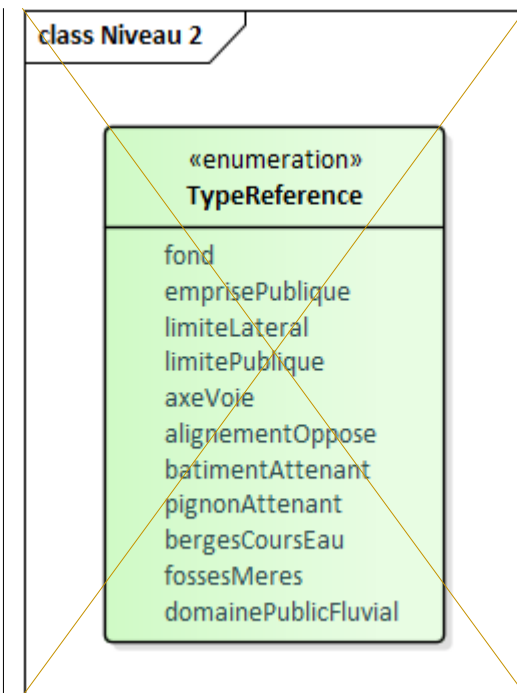 class Niveau 2
«enumeration»
TypeReference
fond
emprisePublique
limiteLateral
limitePublique
axeVoie
alignementOppose
batimentAttenant
pignonAttenant
bergesCoursEau
fossesMeres
domainePublicFluvial